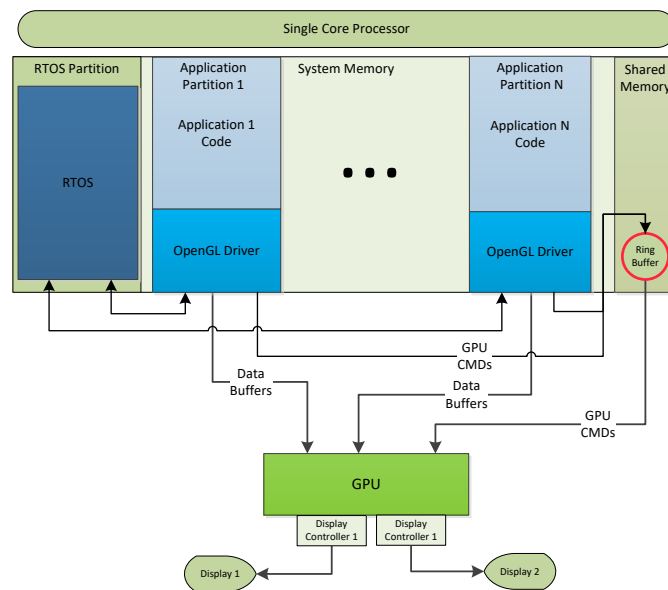 Single Core Processor
RTOS Partition
Application
Partition 1
System Memory
Application
Partition N
Shared
Memory
Application 1
Code
Application N
Code
RTOS
OpenGL Driver
OpenGL Driver
Ring
Buffer
GPU
CMDs
Data
Buffers
Data
Buffers
GPU
CMDs
GPU
Display
Controller 1
Display
Controller 1
Display 1
Display 2